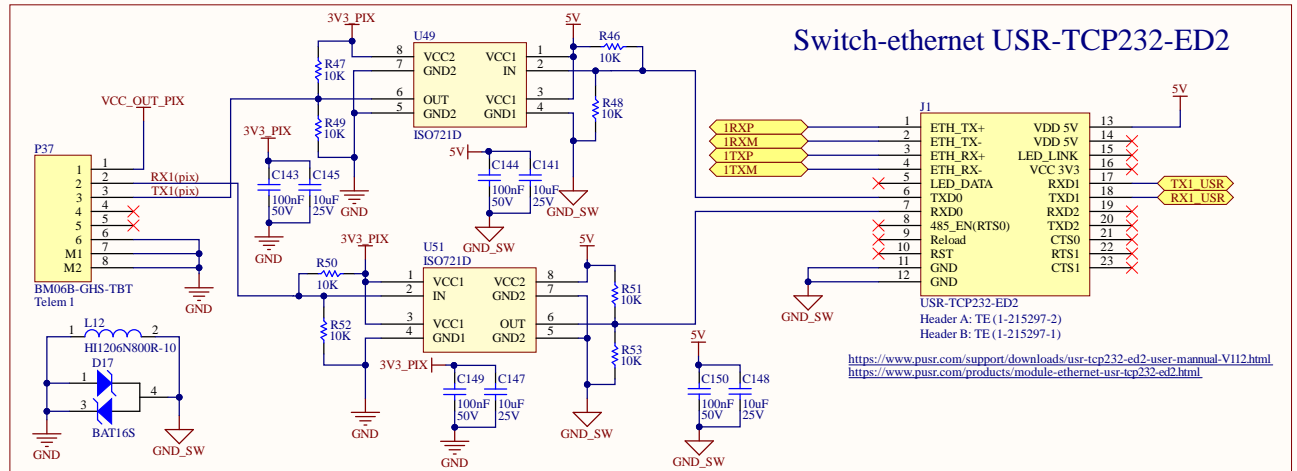 Switch-ethernet USR-TCP232-ED2
3V3_PIX
U49
5V
R46
10K
8 VCC2 VCC1 1
7 GND2 IN 2
6 OUT VCC1 3
5 GND2 GND1 4
ISO721D
R47
10K
R49
10K
R48
10K
VCC_OUT_PIX
3V3_PIX
C143
100nF
50V
C145
10uF
25V
GND
GND
5V
C144
100nF
50V
C141
10uF
25V
GND_SW
GND_SW
P37
1 1
2 2 RX1(pix)
3 3 TX1(pix)
4 4
5 5
6 6
M1 7
M2 8
BM06B-GHS-TBT
Telem 1
GND
3V3_PIX
U51
ISO721D
5V
R50
10K
R52
10K
1 VCC1 VCC2 8
2 IN GND2 7
3 VCC1 OUT 6
4 GND1 GND2 5
R51
10K
R53
10K
GND
GND_SW
3V3_PIX
C149
100nF
50V
C147
10uF
25V
GND
5V
C150
100nF
50V
C148
10uF
25V
GND_SW
L12
1 2
HI1206N800R-10
D17
1
3
4
BAT16S
GND
GND_SW
J1
5V
1RXP 1 ETH_TX+ VDD 5V 13
1RXM 2 ETH_TX- VDD 5V 14
1TXP 3 ETH_RX+ LED_LINK 15
1TXM 4 ETH_RX- VCC 3V3 16
5 LED_DATA RXD1 17 TX1_USR
6 TXD0 TXD1 18 RX1_USR
7 RXD0 RXD2 19
8 485_EN(RTS0) TXD2 20
9 Reload CTS0 21
10 RST RTS1 22
11 GND CTS1 23
12 GND
GND_SW
USR-TCP232-ED2
Header A: TE (1-215297-2)
Header B: TE (1-215297-1)
https://www.pusr.com/support/downloads/usr-tcp232-ed2-user-mannual-V112.html
https://www.pusr.com/products/module-ethernet-usr-tcp232-ed2.html